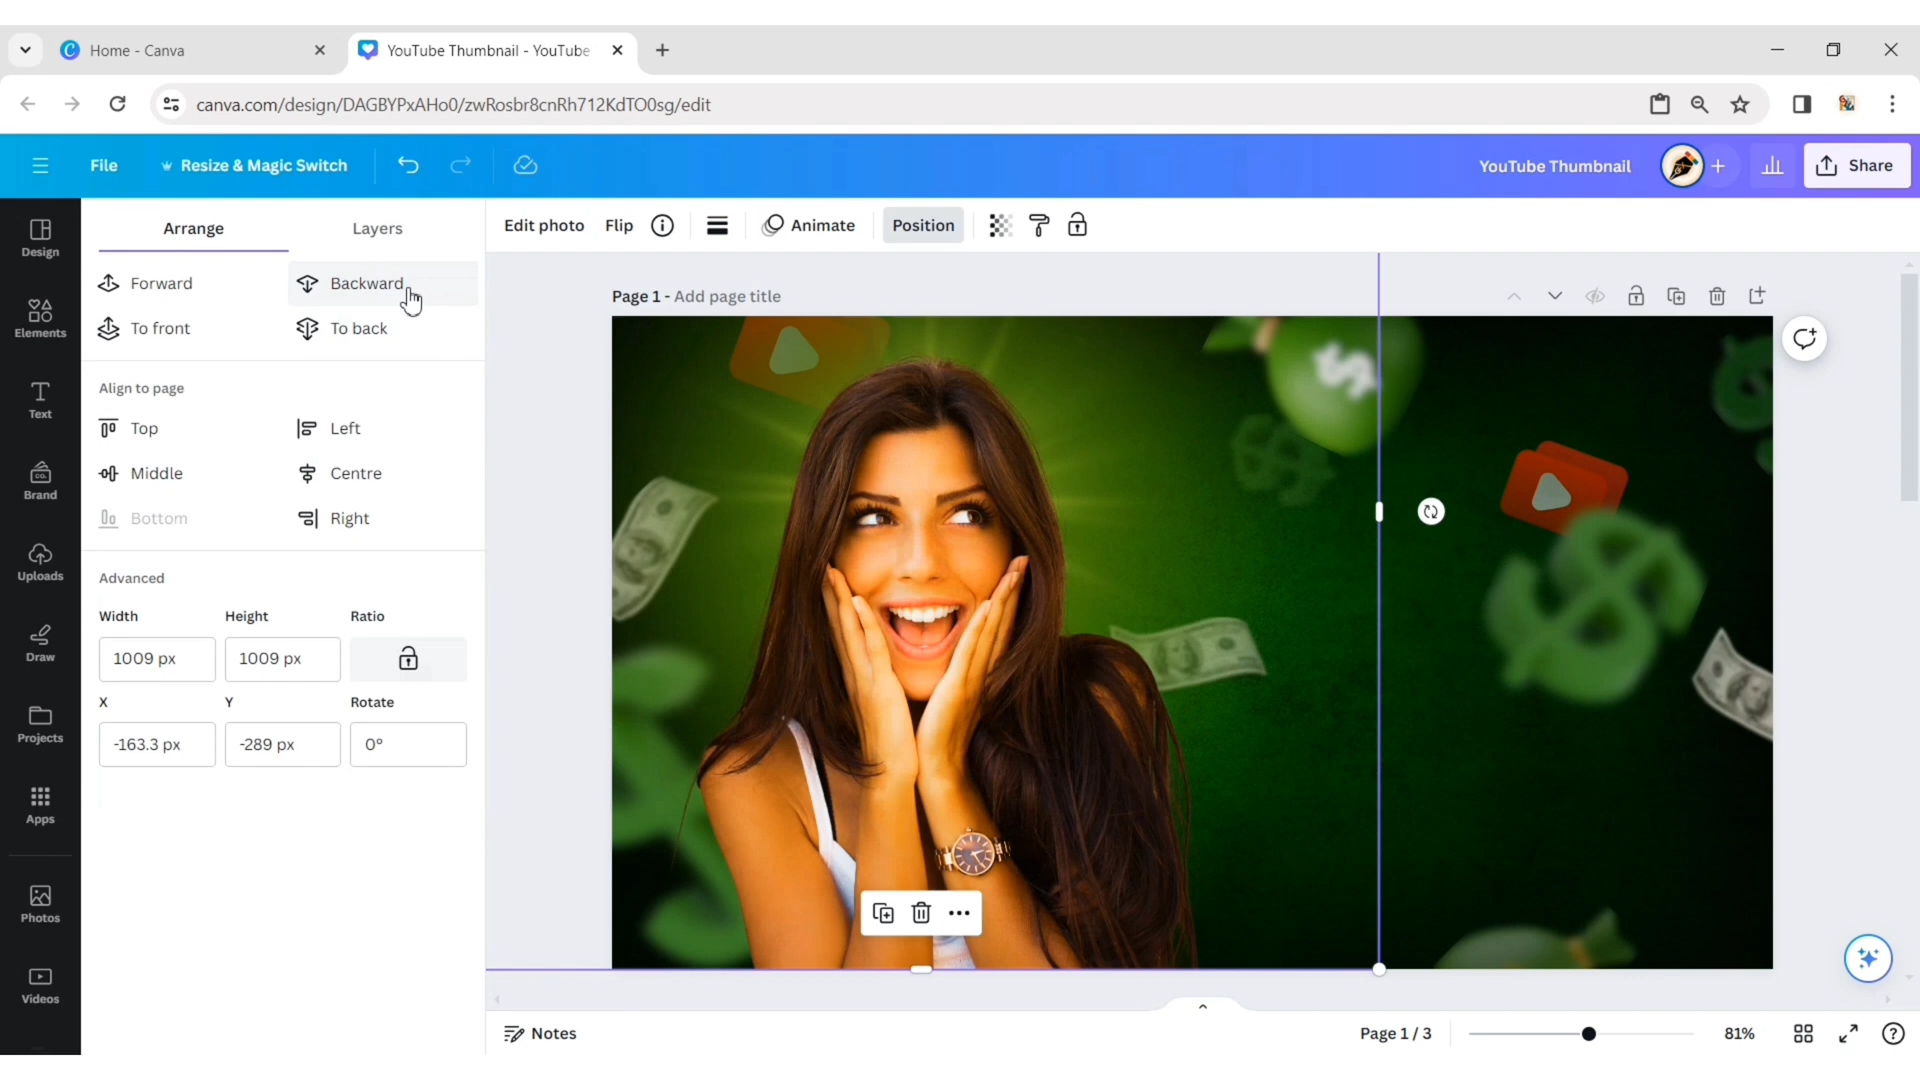 Home - Canva
YouTube Thumbnail - YouTube
canva.com/design/DAGBYPxAHo0/zwRosbr8cnRh712KdTO0sg/edit
File
Resize & Magic Switch
YouTube Thumbnail
Share
Design
Elements
Text
Brand
Uploads
Draw
Projects
Apps
Photos
Videos
Arrange
Layers
Forward
Backward
To front
To back
Align to page
Top
Left
Middle
Centre
Bottom
Right
Advanced
Width
Height
Ratio
1009 px
1009 px
X
Y
Rotate
-163.3 px
-289 px
0°
Edit photo
Flip
Animate
Position
Page 1 - Add page title
$
$
Notes
Page 1 / 3
81%